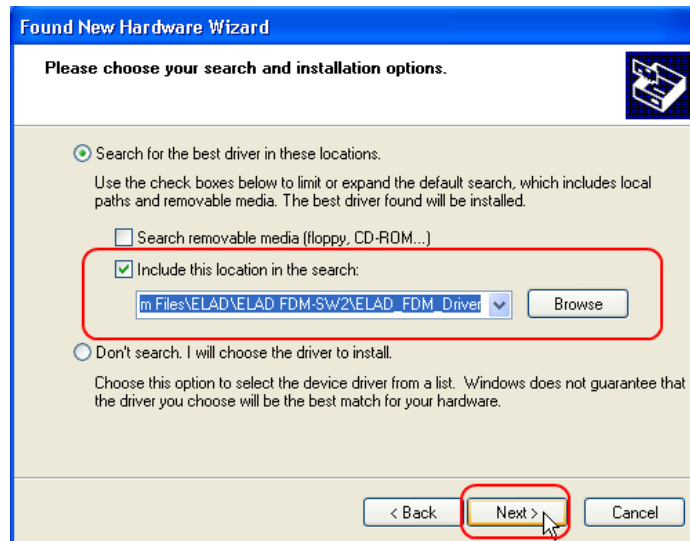 Found New Hardware Wizard
Please choose your search and installation options.
Search for the best driver in these locations.
Use the check boxes below to limit or expand the default search, which includes local
paths and removable media. The best driver found will be installed.
Search removable media (floppy, CD-ROM...)
Include this location in the search:
m Files\ELAD\ELAD FDM-SW2\ELAD_FDM_Driver
Browse
Don't search. I will choose the driver to install.
Choose this option to select the device driver from a list. Windows does not guarantee that
the driver you choose will be the best match for your hardware.
< Back Next > Cancel